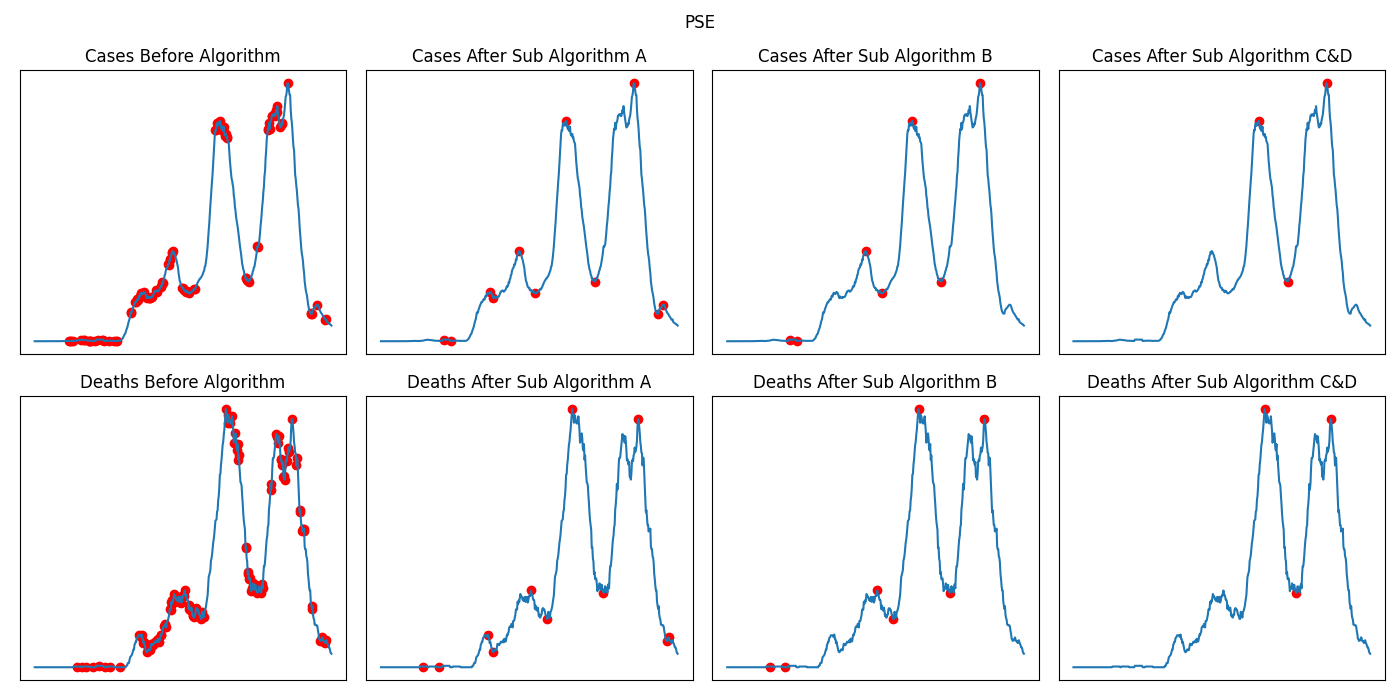 PSE
Cases Before Algorithm
Cases After Sub Algorithm A
Cases After Sub Algorithm B
Cases After Sub Algorithm C&D
Deaths Before Algorithm
Deaths After Sub Algorithm A
Deaths After Sub Algorithm B
Deaths After Sub Algorithm C&D